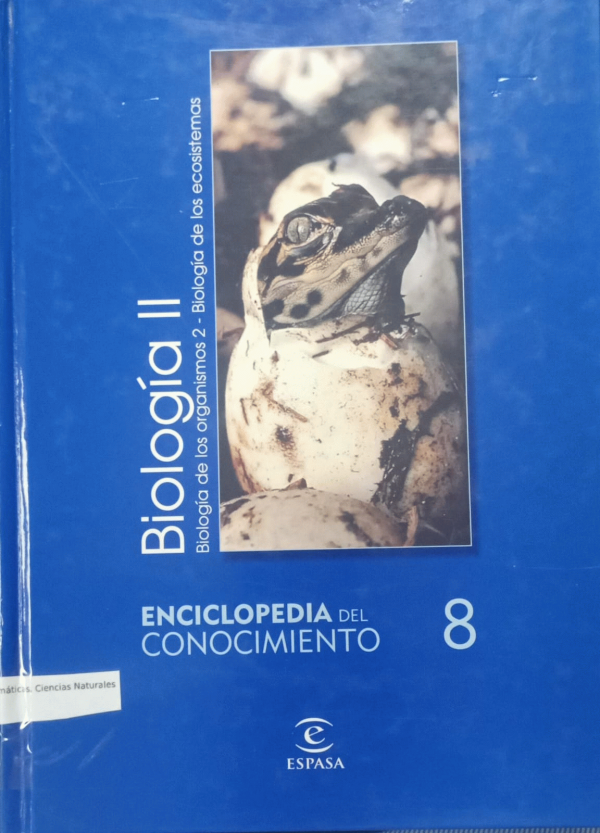 Biología II
Biología de los organismos 2 - Biología de los ecosistemas
ENCICLOPEDIA DEL
CONOCIMIENTO 8
Ciencias Naturales
e
ESPASA